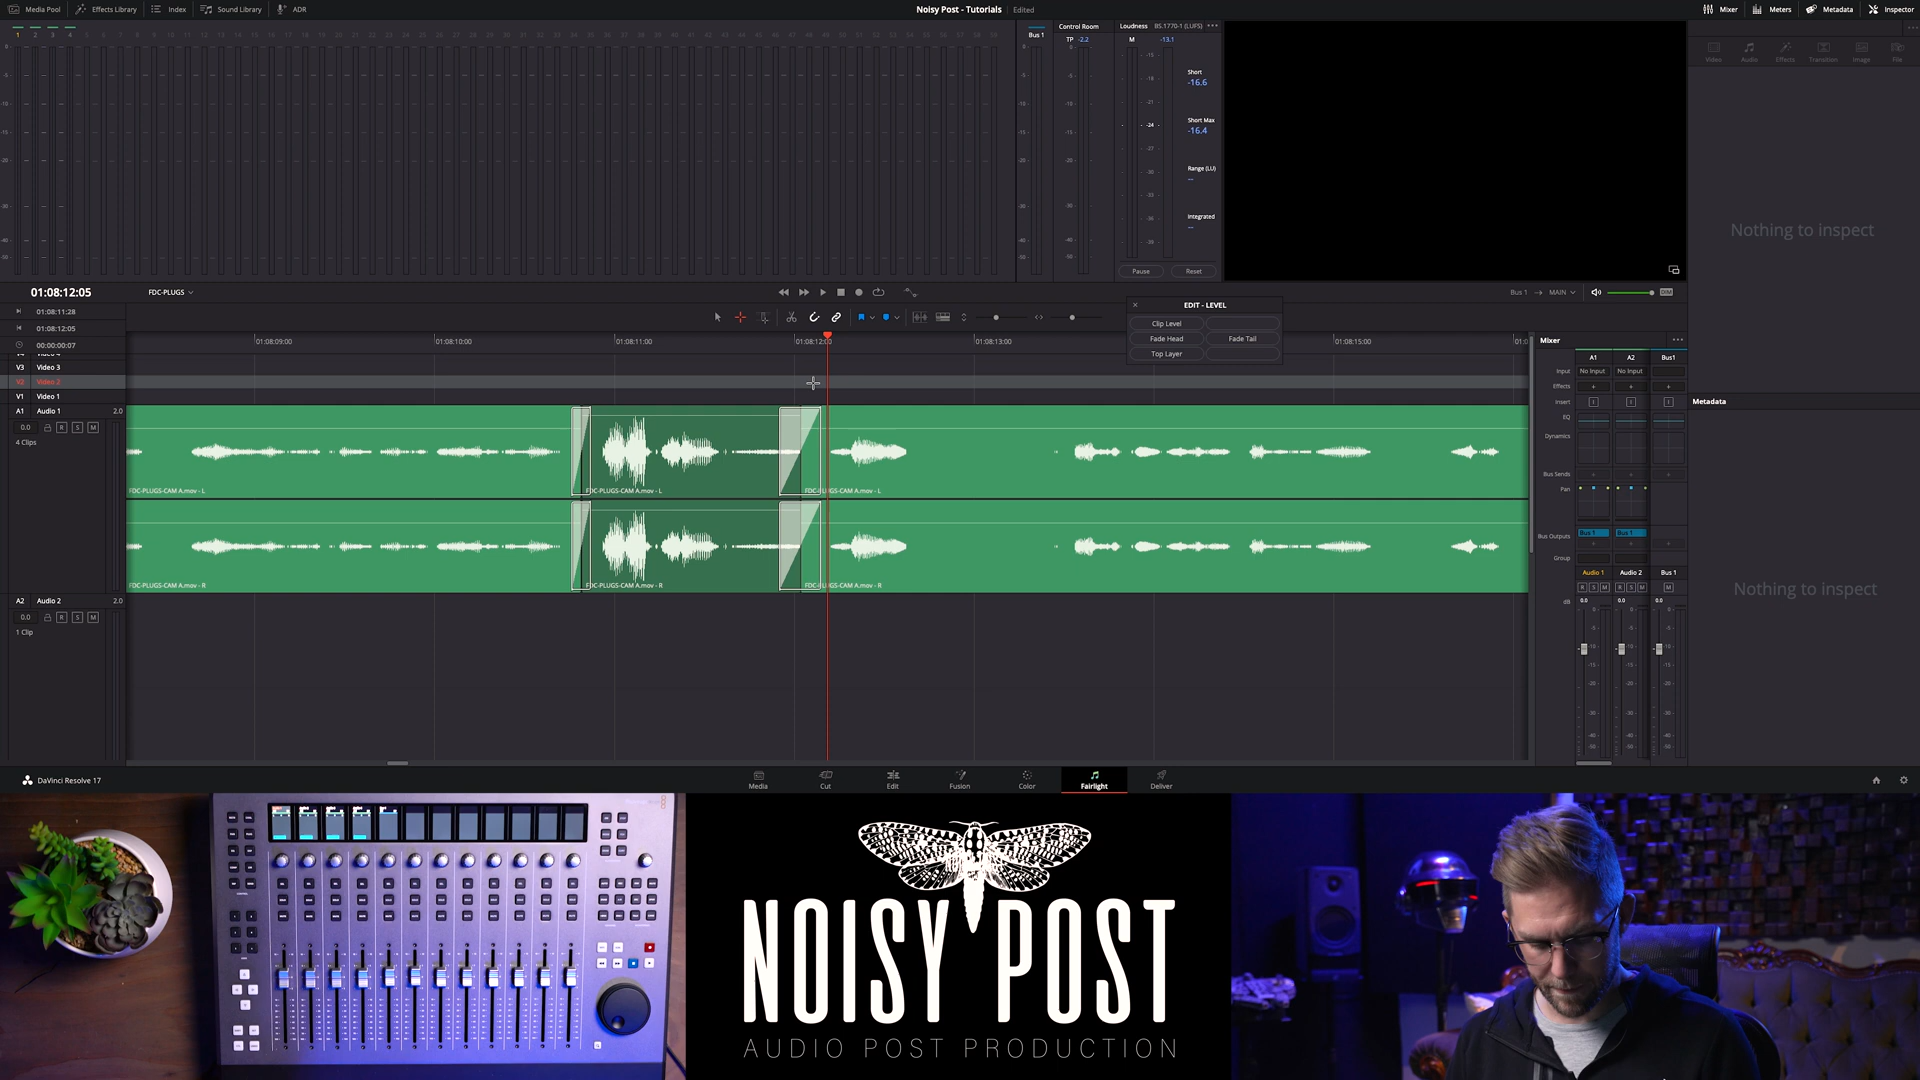 Media Pool Effects Library Index Sound Library ADR
Noisy Post - Tutorials Edited
Mixer Meters Metadata Inspector
Bus 1
Control Room
TP -2.2
Loudness BS.1770-1 (LUFS)
M -13.1
Short
-16.6
Short Max
-16.4
Range (LU)
--
Integrated
--
Pause Reset
Video Audio Effects Transition Image File
Nothing to inspect
01:08:12:05
FDC-PLUGS
Bus 1 MAIN DIM
01:08:11:28
01:08:12:05
00:00:00:07
EDIT - LEVEL
Clip Level
Fade Head Fade Tail
Top Layer
01:08:09:00 01:08:10:00 01:08:11:00 01:08:12:00 01:08:13:00 01:08:15:00
V3 Video 3
V2 Video 2
V1 Video 1
A1 Audio 1 2.0
0.0 R S M
4 Clips
FDC-PLUGS-CAM A.mov - L
FDC-PLUGS-CAM A.mov - L
FDC-PLUGS-CAM A.mov - L
FDC-PLUGS-CAM A.mov - R
FDC-PLUGS-CAM A.mov - R
FDC-PLUGS-CAM A.mov - R
A2 Audio 2 2.0
0.0 R S M
1 Clip
Mixer
A1 A2 Bus1
Input No Input No Input
Effects
Insert
EQ
Dynamics
Bus Sends
Pan
Bus Outputs Bus 1 Bus 1
Group
Audio 1 Audio 2 Bus 1
R S M R S M M
dB 0.0 0.0 0.0
Metadata
Nothing to inspect
DaVinci Resolve 17
Media Cut Edit Fusion Color Fairlight Deliver
NOISY POST
AUDIO POST PRODUCTION